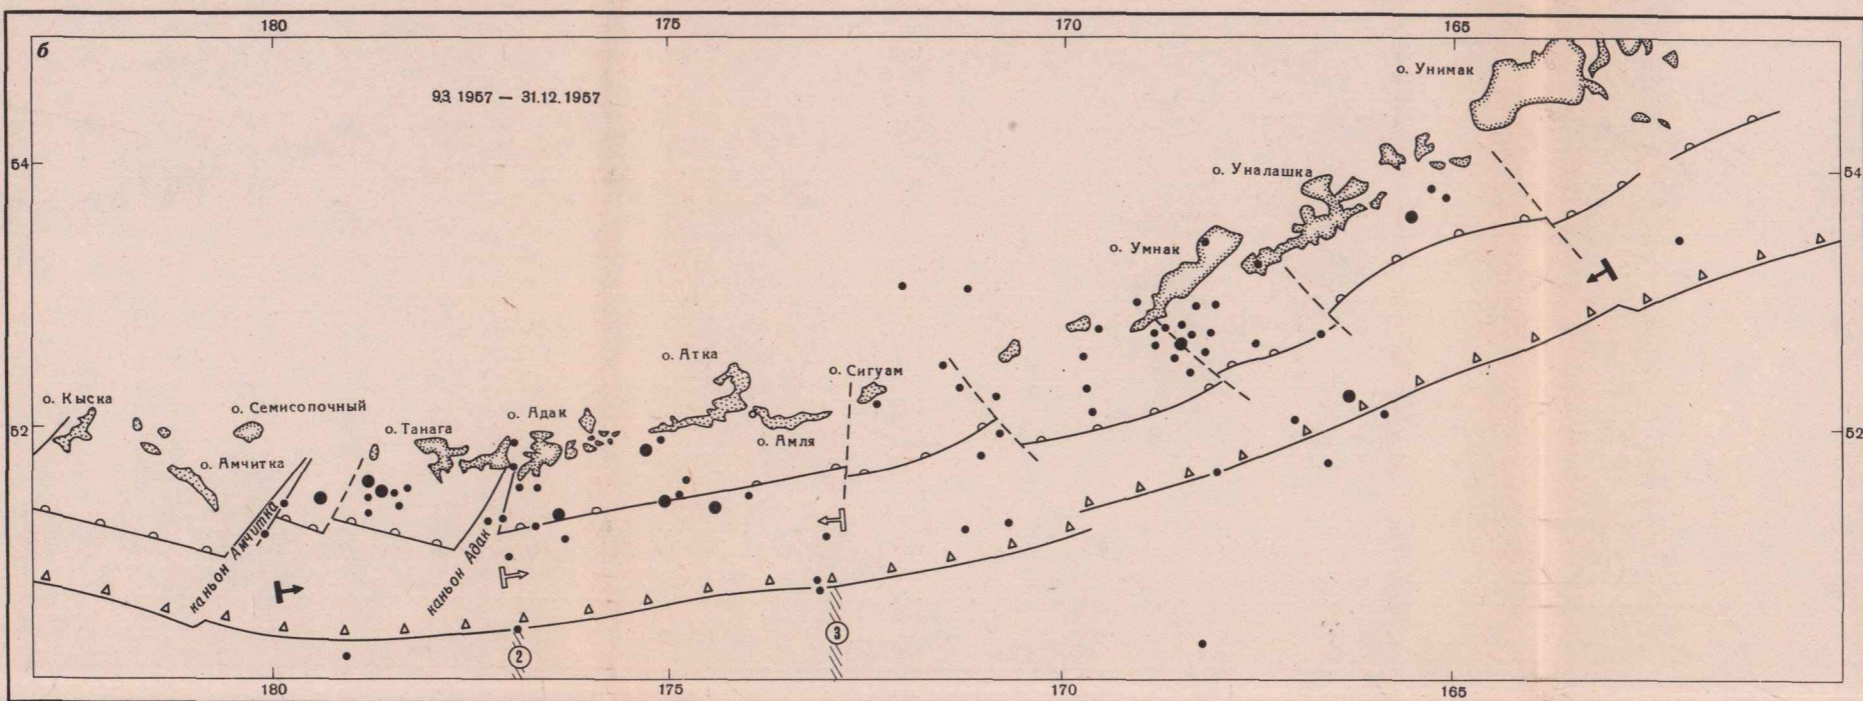 180 175 170 165
б
о. Унимак
9.3. 1957 — 31.12. 1957
54 54
о. Уналашка
о. Умнак
о. Атка
о. Сигуам
о. Кыска
о. Семисопочный
о. Адак
о. Танага
52 52
о. Амля
о. Амчитка
каньон Амчитка
каньон Адак
3
2
180 175 170 165